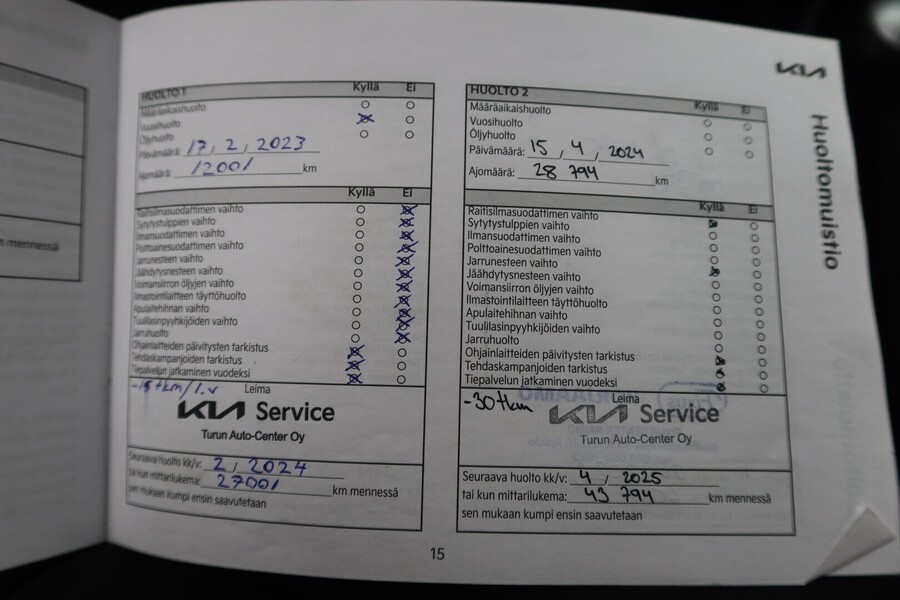 n mennessä
KIA
Huoltomuistio
HUOLTO 1 Kyllä Ei
Määräaikaishuolto
Vuosihuolto
Öljyhuolto
Päivämäärä: 17, 2, 2023
Ajomäärä: 12001 km
Kyllä Ei
Raitisilmasuodattimen vaihto
Sytytystulppien vaihto
Ilmansuodattimen vaihto
Polttoainesuodattimen vaihto
Jarrunesteen vaihto
Jäähdytysnesteen vaihto
Voimansiirron öljyjen vaihto
Ilmastointilaitteen täyttöhuolto
Apulaitehihnan vaihto
Tuulilasinpyyhkijöiden vaihto
Jarruhuolto
Ohjainlaitteiden päivitysten tarkistus
Tehdaskampanjoiden tarkistus
Tiepalvelun jatkaminen vuodeksi
-15 tkm/1.v Leima
KIA Service
Turun Auto-Center Oy
Seuraava huolto kk/v: 2, 2024
tai kun mittarilukema: 27001 km mennessä
sen mukaan kumpi ensin saavutetaan
HUOLTO 2 Kyllä Ei
Määräaikaishuolto
Vuosihuolto
Öljyhuolto
Päivämäärä: 15, 4, 2024
Ajomäärä: 28 794 km
Kyllä Ei
Raitisilmasuodattimen vaihto
Sytytystulppien vaihto
Ilmansuodattimen vaihto
Polttoainesuodattimen vaihto
Jarrunesteen vaihto
Jäähdytysnesteen vaihto
Voimansiirron öljyjen vaihto
Ilmastointilaitteen täyttöhuolto
Apulaitehihnan vaihto
Tuulilasinpyyhkijöiden vaihto
Jarruhuolto
Ohjainlaitteiden päivitysten tarkistus
Tehdaskampanjoiden tarkistus
Tiepalvelun jatkaminen vuodeksi
-30 tkm Leima
KIA Service
Turun Auto-Center Oy
Seuraava huolto kk/v: 4, 2025
tai kun mittarilukema: 43 794 km mennessä
sen mukaan kumpi ensin saavutetaan
15